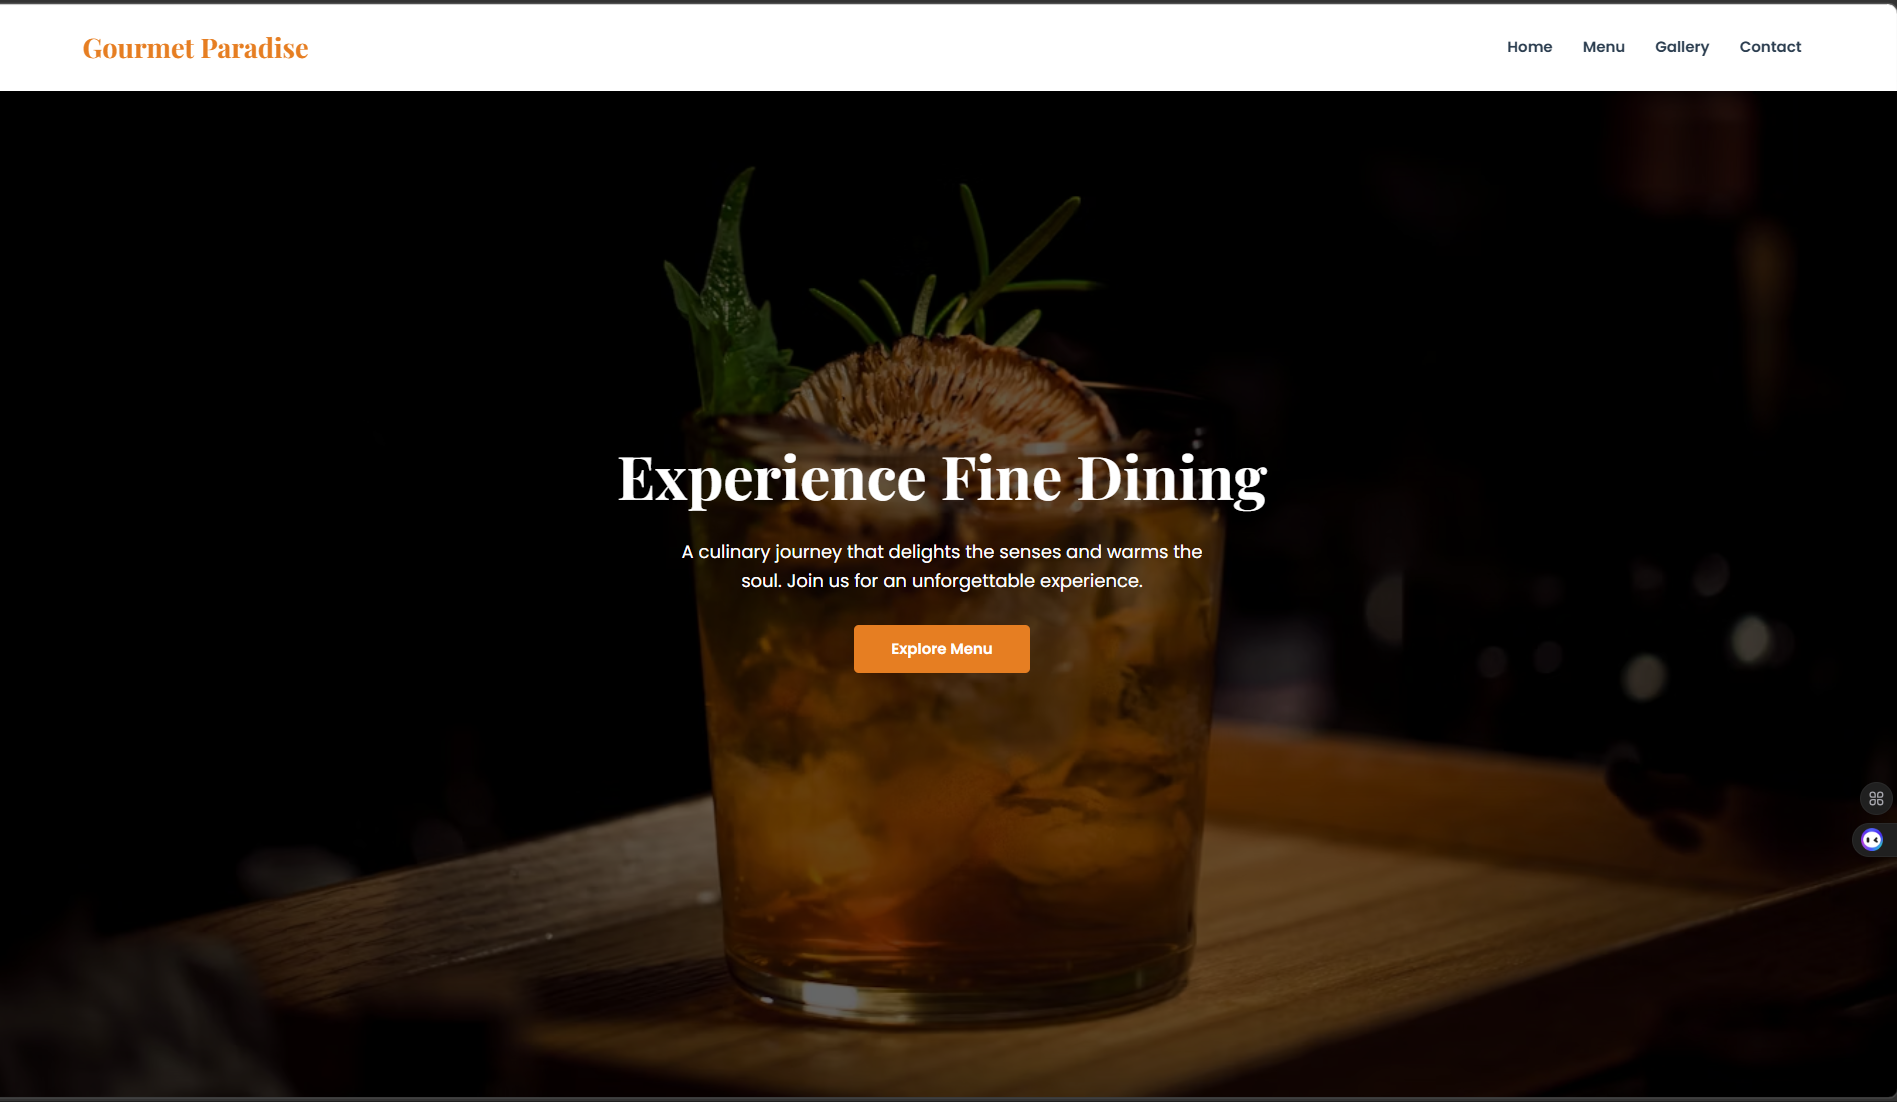 Gourmet Paradise
Home Menu Gallery Contact
Experience Fine Dining
A culinary journey that delights the senses and warms the
soul. Join us for an unforgettable experience.
Explore Menu